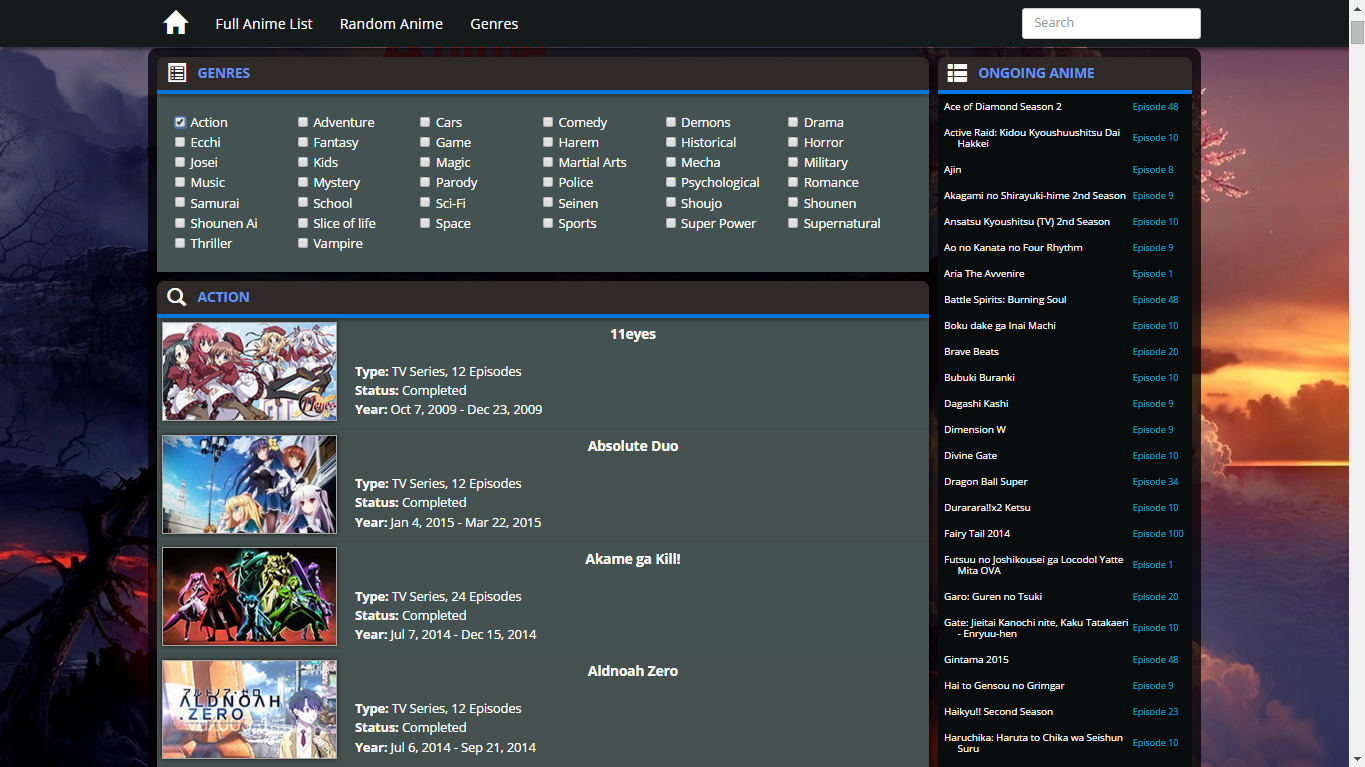 Full Anime List Random Anime Genres Search
GENRES
Action Adventure Cars Comedy Demons Drama
Ecchi Fantasy Game Harem Historical Horror
Josei Kids Magic Martial Arts Mecha Military
Music Mystery Parody Police Psychological Romance
Samurai School Sci-Fi Seinen Shoujo Shounen
Shounen Ai Slice of life Space Sports Super Power Supernatural
Thriller Vampire
ACTION
11eyes
11eyes
Type: TV Series, 12 Episodes
Status: Completed
Year: Oct 7, 2009 - Dec 23, 2009
Absolute Duo
Type: TV Series, 12 Episodes
Status: Completed
Year: Jan 4, 2015 - Mar 22, 2015
Akame ga Kill!
Type: TV Series, 24 Episodes
Status: Completed
Year: Jul 7, 2014 - Dec 15, 2014
アルドノア・ゼロ
ALDNOAH
.ZERO
Aldnoah Zero
Type: TV Series, 12 Episodes
Status: Completed
Year: Jul 6, 2014 - Sep 21, 2014
ONGOING ANIME
Ace of Diamond Season 2 Episode 48
Active Raid: Kidou Kyoushuushitsu Dai
Hakkei Episode 10
Ajin Episode 8
Akagami no Shirayuki-hime 2nd Season Episode 9
Ansatsu Kyoushitsu (TV) 2nd Season Episode 10
Ao no Kanata no Four Rhythm Episode 9
Aria The Avvenire Episode 1
Battle Spirits: Burning Soul Episode 48
Boku dake ga Inai Machi Episode 10
Brave Beats Episode 20
Bubuki Buranki Episode 10
Dagashi Kashi Episode 9
Dimension W Episode 9
Divine Gate Episode 10
Dragon Ball Super Episode 34
Durarara!!x2 Ketsu Episode 10
Fairy Tail 2014 Episode 100
Futsuu no Joshikousei ga Locodol Yatte
Mita OVA Episode 1
Garo: Guren no Tsuki Episode 20
Gate: Jieitai Kanochi nite, Kaku Tatakaeri
- Enryuu-hen Episode 10
Gintama 2015 Episode 48
Hai to Gensou no Grimgar Episode 9
Haikyu!! Second Season Episode 23
Haruchika: Haruta to Chika wa Seishun
Suru Episode 10